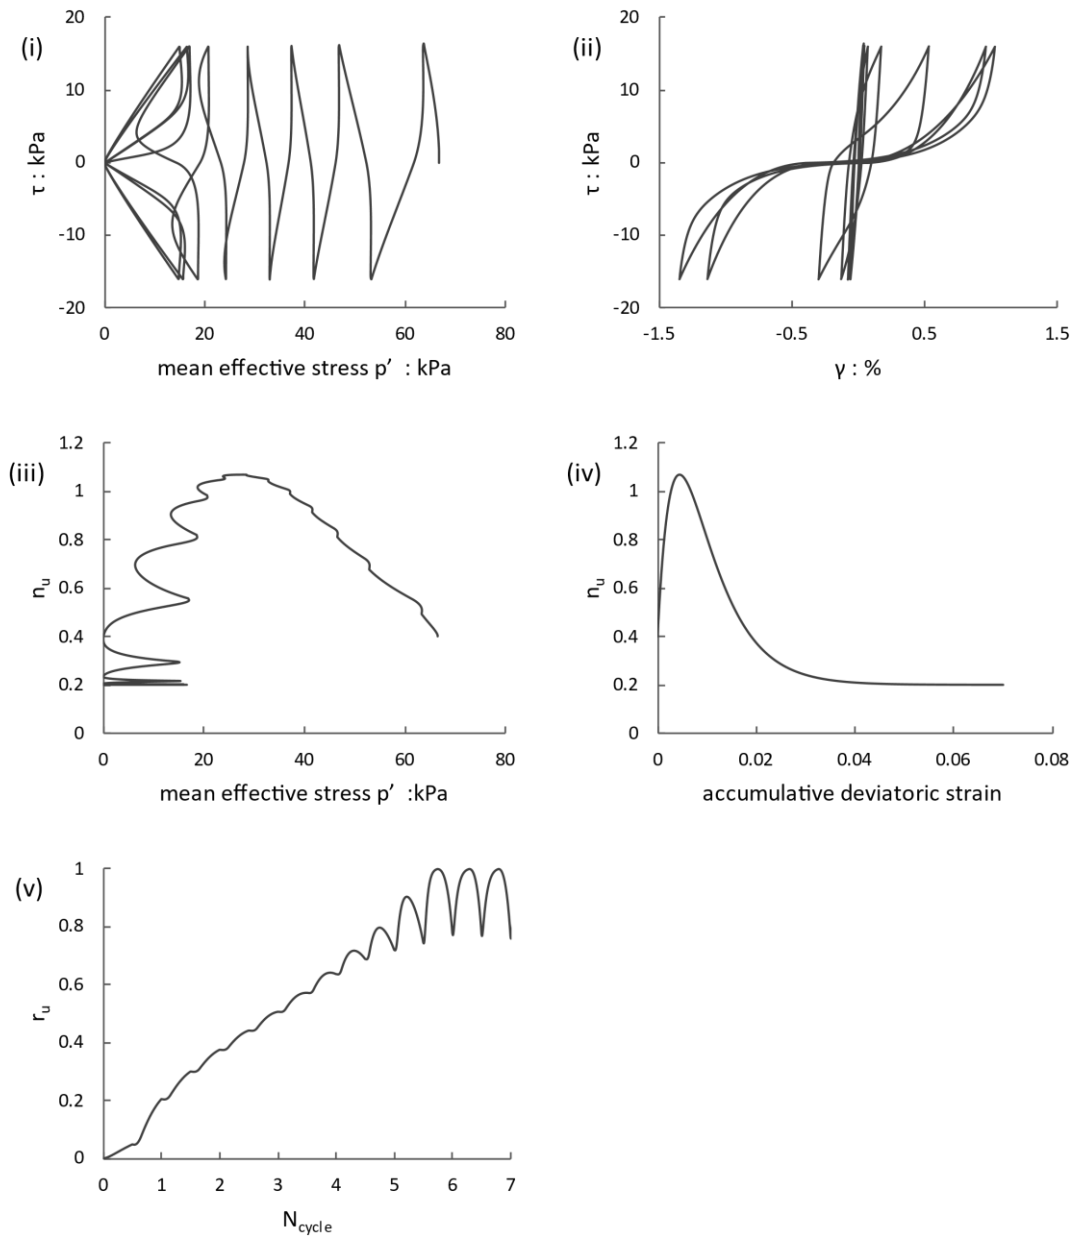 (i)
20
10
0
-10
-20
τ : kPa
0 20 40 60 80
mean effective stress p’ : kPa
(ii)
20
10
0
-10
-20
τ : kPa
-1.5 -0.5 0.5 1.5
γ : %
(iii)
1.2
1
0.8
0.6
0.4
0.2
0
nu
0 20 40 60 80
mean effective stress p’ :kPa
(iv)
1.2
1
0.8
0.6
0.4
0.2
0
nu
0 0.02 0.04 0.06 0.08
accumulative deviatoric strain
(v)
1
0.8
0.6
0.4
0.2
0
ru
0 1 2 3 4 5 6 7
Ncycle